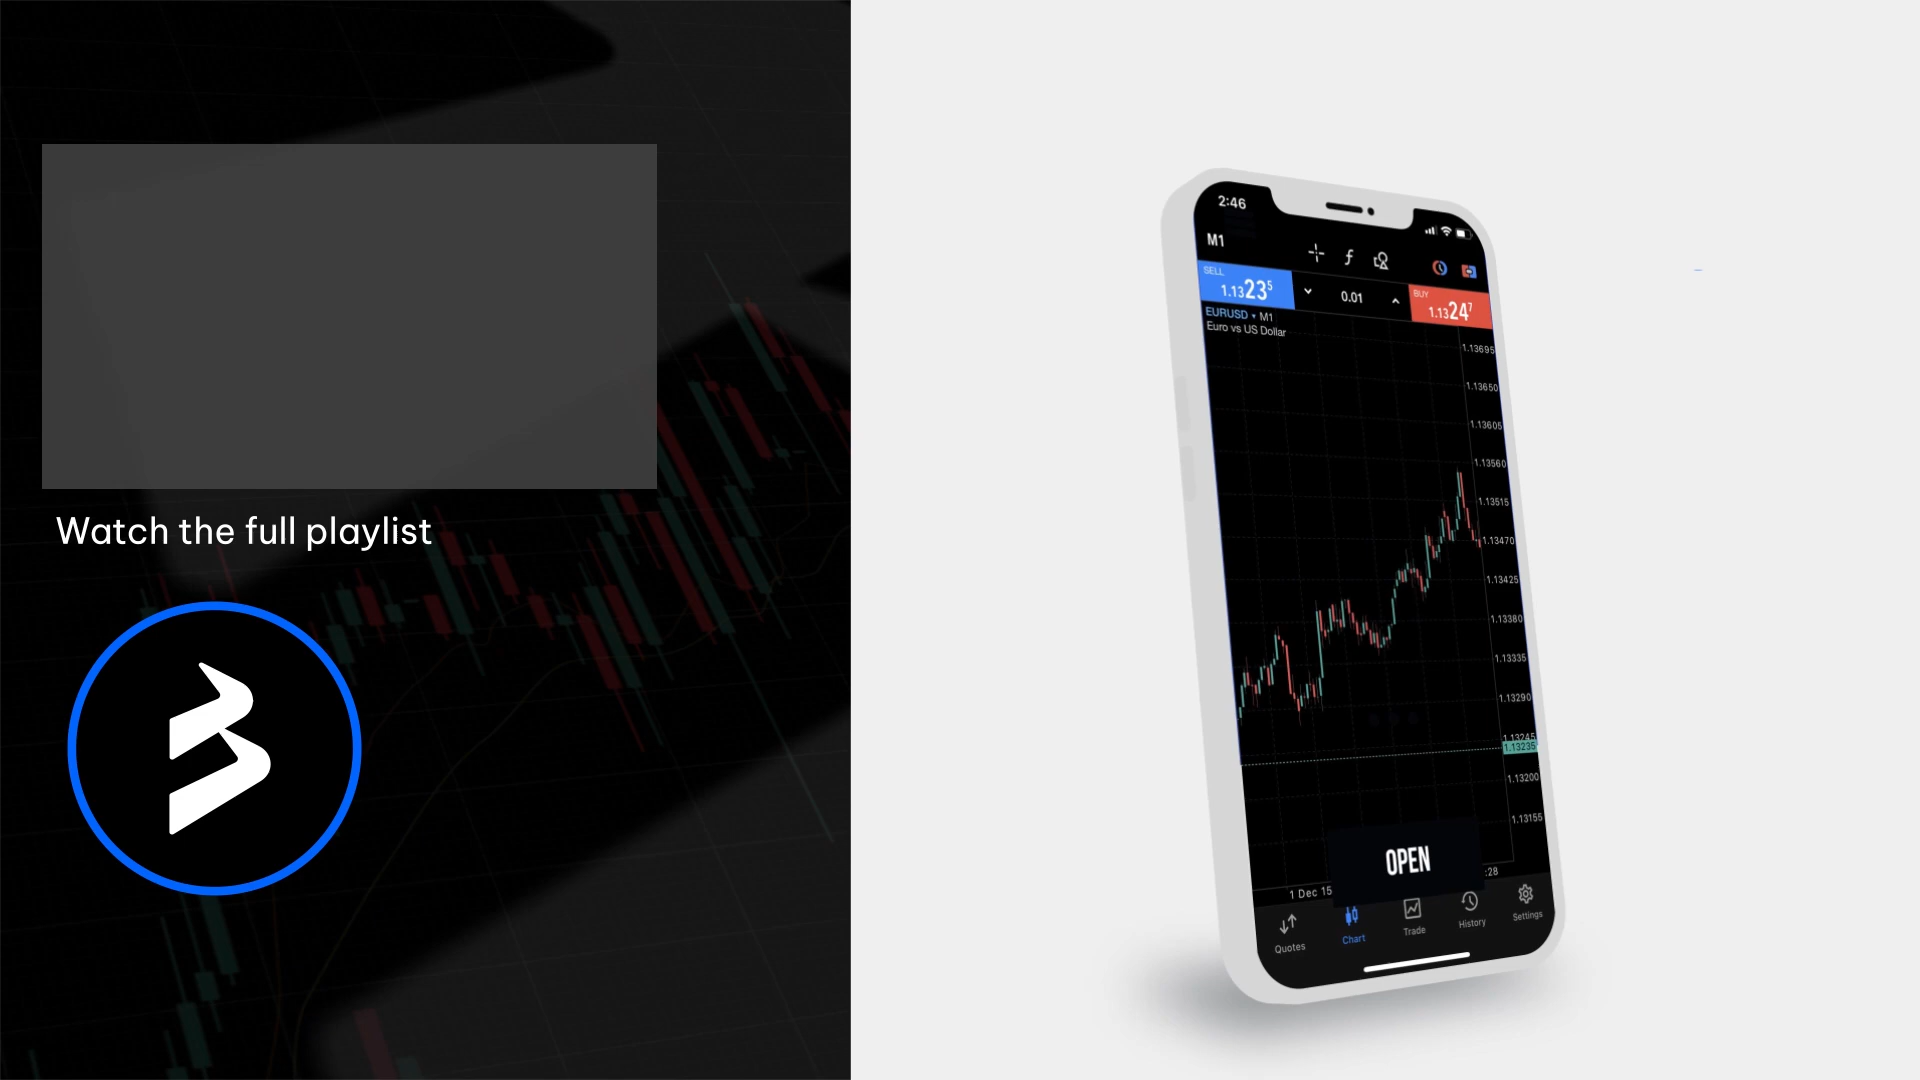 Watch the full playlist
2:46
M1
SELL
1.13235
0.01
BUY
1.13247
EURUSD ▾ M1
Euro vs US Dollar
1.13695
1.13650
1.13605
1.13560
1.13515
1.13470
1.13425
1.13380
1.13335
1.13290
1.13245
1.13235
1.13200
1.13155
OPEN
1 Dec 15
:28
Quotes
Chart
Trade
History
Settings